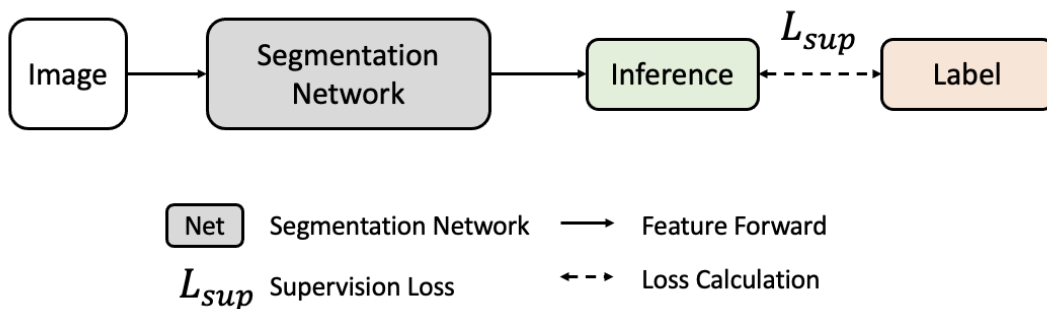 Image
Segmentation
Network
Inference
L_sup
Label
Net Segmentation Network Feature Forward
L_sup Supervision Loss Loss Calculation